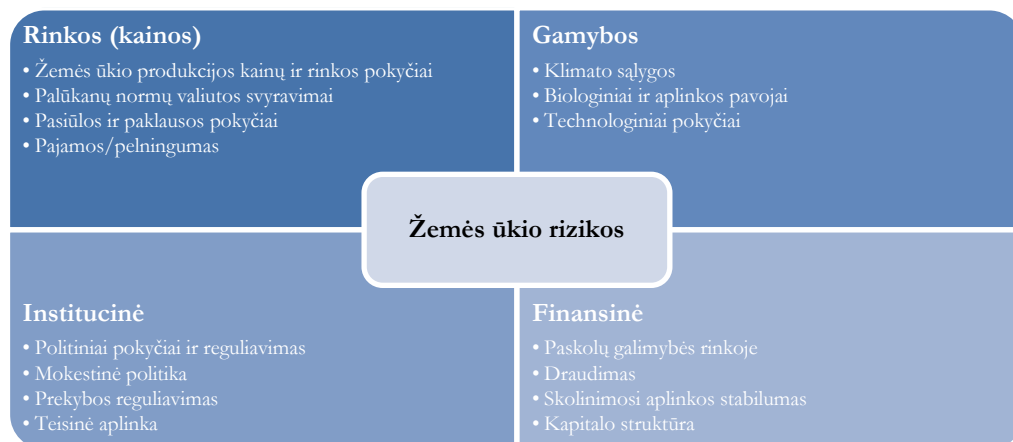 Rinkos (kainos)
• Žemės ūkio produkcijos kainų ir rinkos pokyčiai
• Palūkanų normų valiutos svyravimai
• Pasiūlos ir paklausos pokyčiai
• Pajamos/pelningumas
Gamybos
• Klimato sąlygos
• Biologiniai ir aplinkos pavojai
• Technologiniai pokyčiai
Žemės ūkio rizikos
Institucinė
• Politiniai pokyčiai ir reguliavimas
• Mokestinė politika
• Prekybos reguliavimas
• Teisinė aplinka
Finansinė
• Paskolų galimybės rinkoje
• Draudimas
• Skolinimosi aplinkos stabilumas
• Kapitalo struktūra